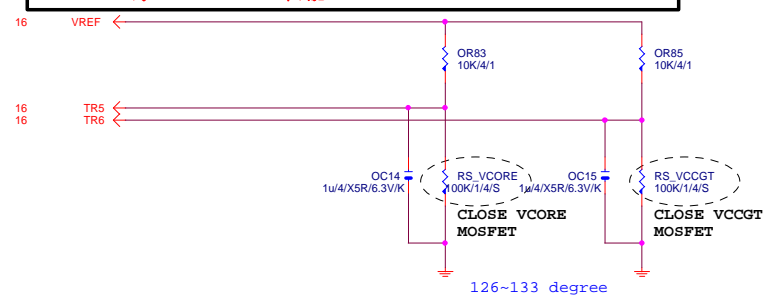 16 VREF
OR83
10K/4/1
OR85
10K/4/1
16 TR5
16 TR6
OC14
1u/4/X5R/6.3V/K
RS_VCORE
100K/1/4/S
OC15
1u/4/X5R/6.3V/K
RS_VCCGT
100K/1/4/S
CLOSE VCORE
MOSFET
CLOSE VCCGT
MOSFET
126~133 degree